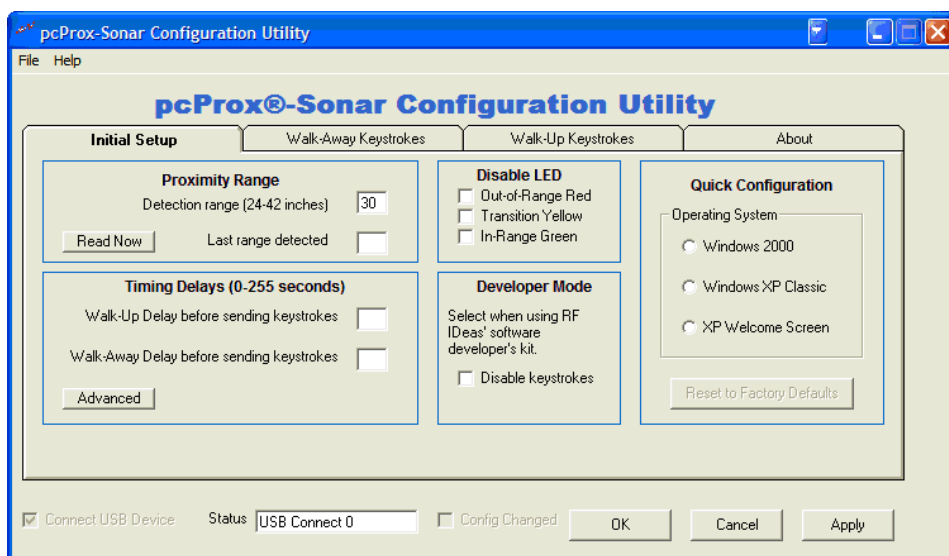 pcProx-Sonar Configuration Utility
File Help
pcProx®-Sonar Configuration Utility
Initial Setup
Walk-Away Keystrokes
Walk-Up Keystrokes
About
Proximity Range
Detection range (24-42 inches)
30
Read Now
Last range detected
Timing Delays (0-255 seconds)
Walk-Up Delay before sending keystrokes
Walk-Away Delay before sending keystrokes
Advanced
Disable LED
Out-of-Range Red
Transition Yellow
In-Range Green
Developer Mode
Select when using RF
IDeas' software
developer's kit.
Disable keystrokes
Quick Configuration
Operating System
Windows 2000
Windows XP Classic
XP Welcome Screen
Reset to Factory Defaults
Connect USB Device
Status
USB Connect 0
Config Changed
OK
Cancel
Apply